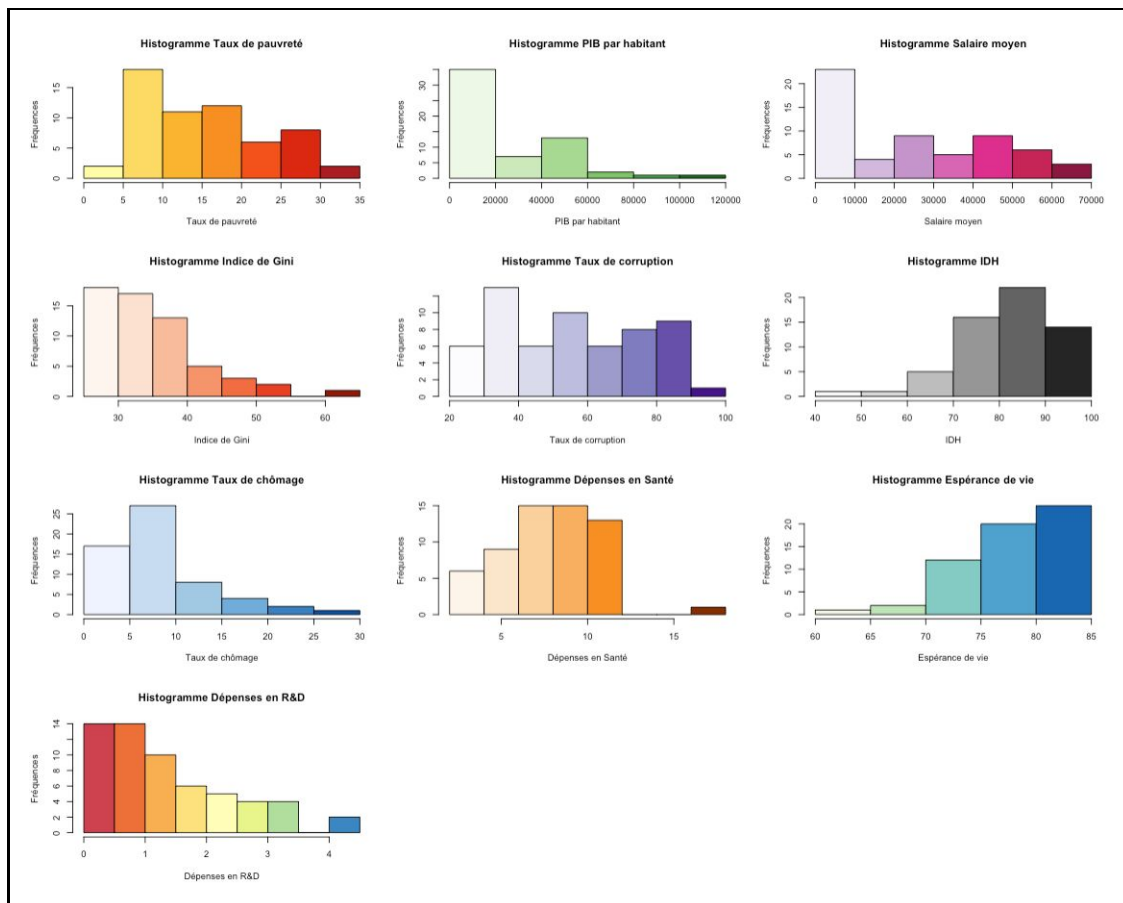 Histogramme Taux de pauvreté
Fréquences
0 5 10 15
0 5 10 15 20 25 30 35
Taux de pauvreté
Histogramme PIB par habitant
Fréquences
0 5 10 20 30
0 20000 40000 60000 80000 100000 120000
PIB par habitant
Histogramme Salaire moyen
Fréquences
0 5 10 15 20
0 10000 20000 30000 40000 50000 60000 70000
Salaire moyen
Histogramme Indice de Gini
Fréquences
0 5 10 15
30 40 50 60
Indice de Gini
Histogramme Taux de corruption
Fréquences
0 2 4 6 8 10
20 40 60 80 100
Taux de corruption
Histogramme IDH
Fréquences
0 5 10 15 20
40 50 60 70 80 90 100
IDH
Histogramme Taux de chômage
Fréquences
0 5 10 15 20 25
0 5 10 15 20 25 30
Taux de chômage
Histogramme Dépenses en Santé
Fréquences
0 5 10 15
5 10 15
Dépenses en Santé
Histogramme Espérance de vie
Fréquences
0 5 10 20
60 65 70 75 80 85
Espérance de vie
Histogramme Dépenses en R&D
Fréquences
0 2 4 6 8 10 14
0 1 2 3 4
Dépenses en R&D